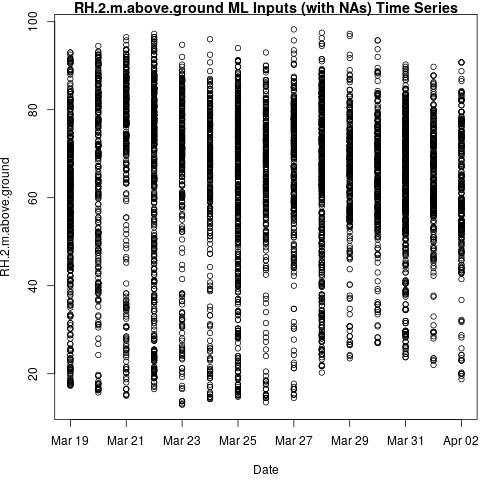 RH.2.m.above.ground ML Inputs (with NAs) Time Series
RH.2.m.above.ground
100
80
60
40
20
Mar 19 Mar 21 Mar 23 Mar 25 Mar 27 Mar 29 Mar 31 Apr 02
Date